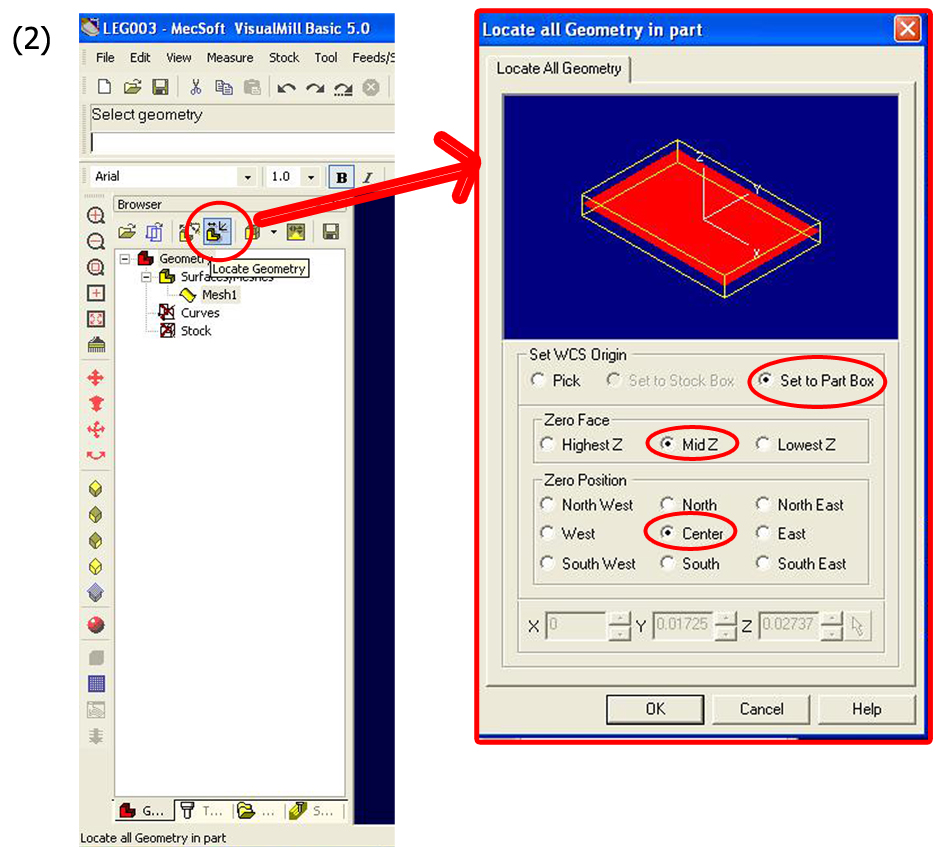 (2)
LEG003 - MecSoft VisualMill Basic 5.0
File Edit View Measure Stock Tool Feeds/S
Select geometry
Arial 1.0 B I
Browser
Geometry
Locate Geometry
Surfaces/Meshes
Mesh1
Curves
Stock
G... T... ... S...
Locate all Geometry in part
Locate all Geometry in part
Locate All Geometry
Z
Y
X
Set WCS Origin
Pick Set to Stock Box Set to Part Box
Zero Face
Highest Z Mid Z Lowest Z
Zero Position
North West North North East
West Center East
South West South South East
X 0 Y 0.01725 Z 0.02737
OK Cancel Help